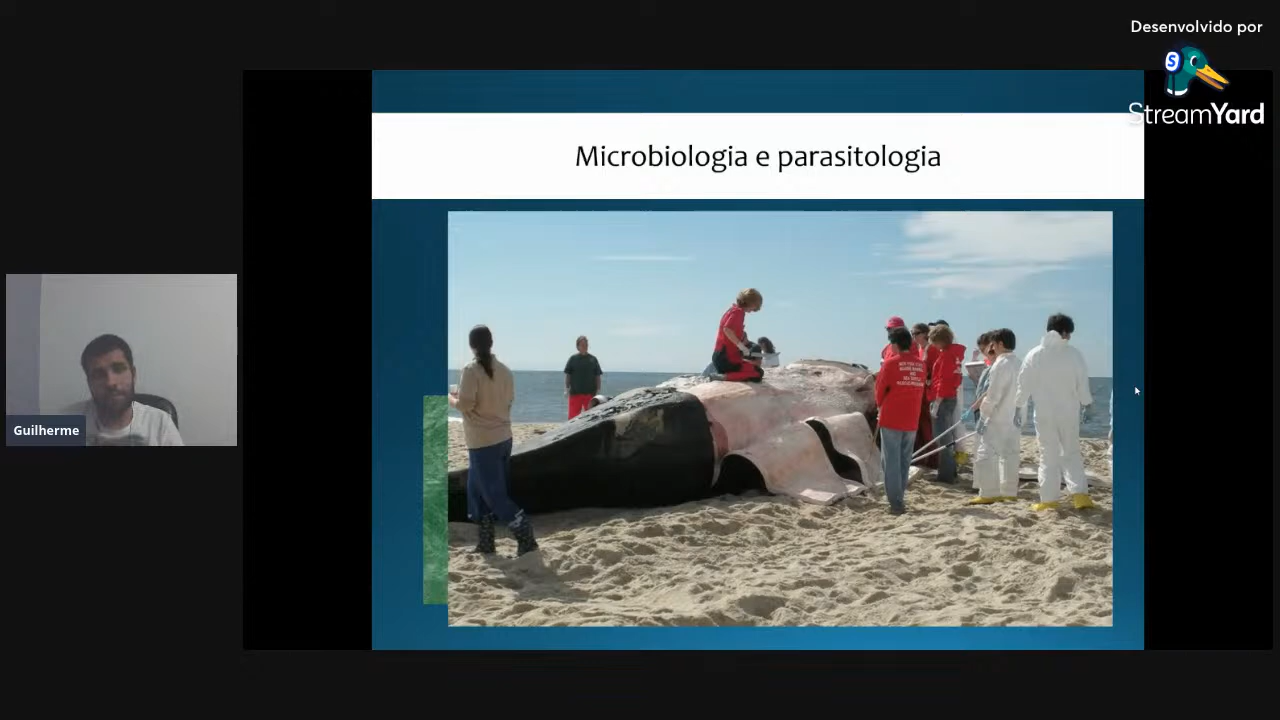 Desenvolvido por
StreamYard
Microbiologia e parasitologia
Guilherme